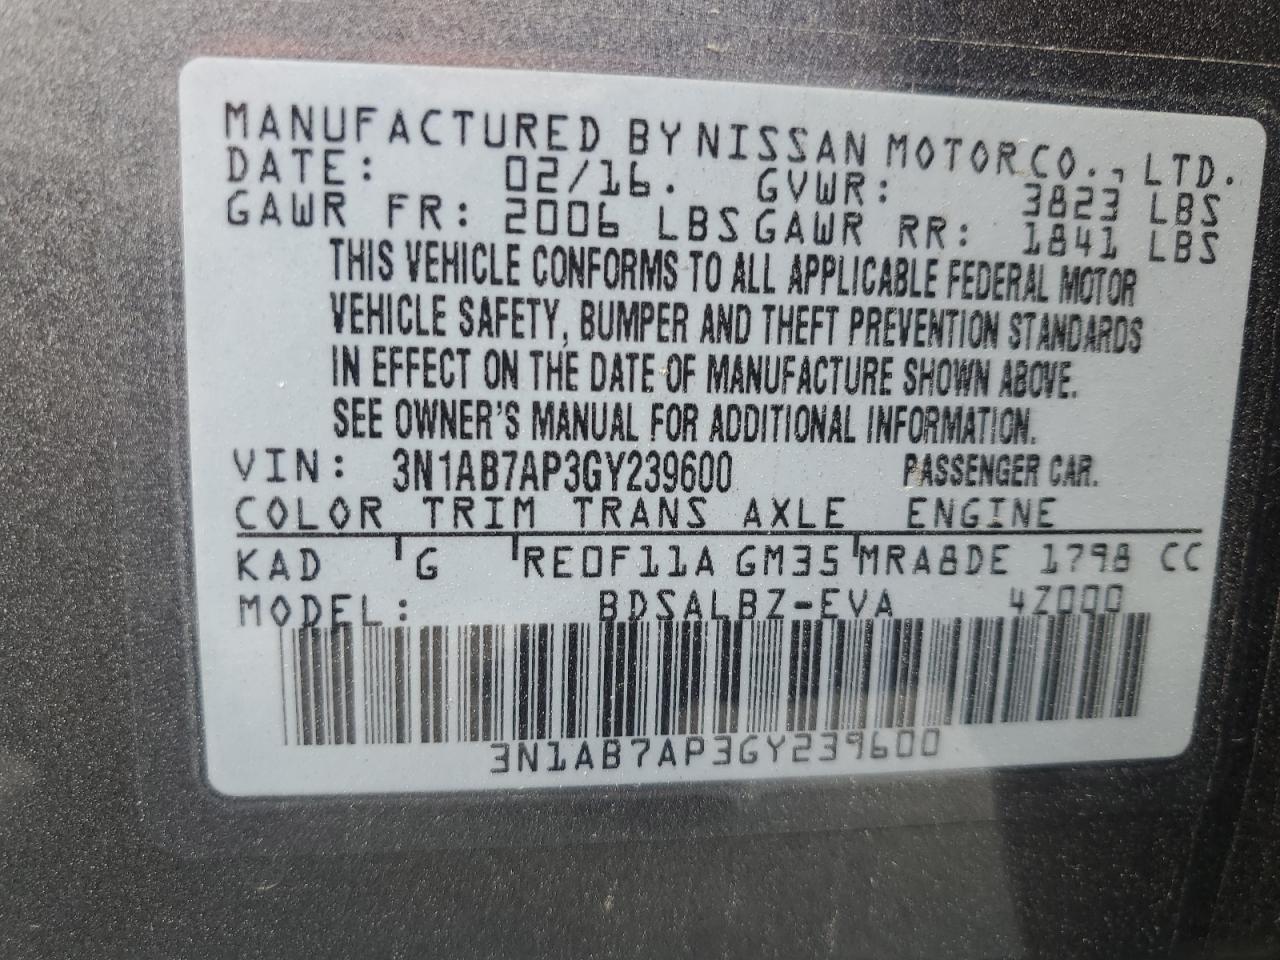 MANUFACTURED BY NISSAN MOTOR CO., LTD.
DATE: 02/16. GVWR: 3823 LBS
GAWR FR: 2006 LBS GAWR RR: 1841 LBS
THIS VEHICLE CONFORMS TO ALL APPLICABLE FEDERAL MOTOR
VEHICLE SAFETY, BUMPER AND THEFT PREVENTION STANDARDS
IN EFFECT ON THE DATE OF MANUFACTURE SHOWN ABOVE.
SEE OWNER'S MANUAL FOR ADDITIONAL INFORMATION.
VIN: 3N1AB7AP3GY239600 PASSENGER CAR.
COLOR TRIM TRANS AXLE ENGINE
KAD G RE0F11A GM35 MRA8DE 1798 CC
MODEL: BDSALBZ-EVA 4Z000
3N1AB7AP3GY239600